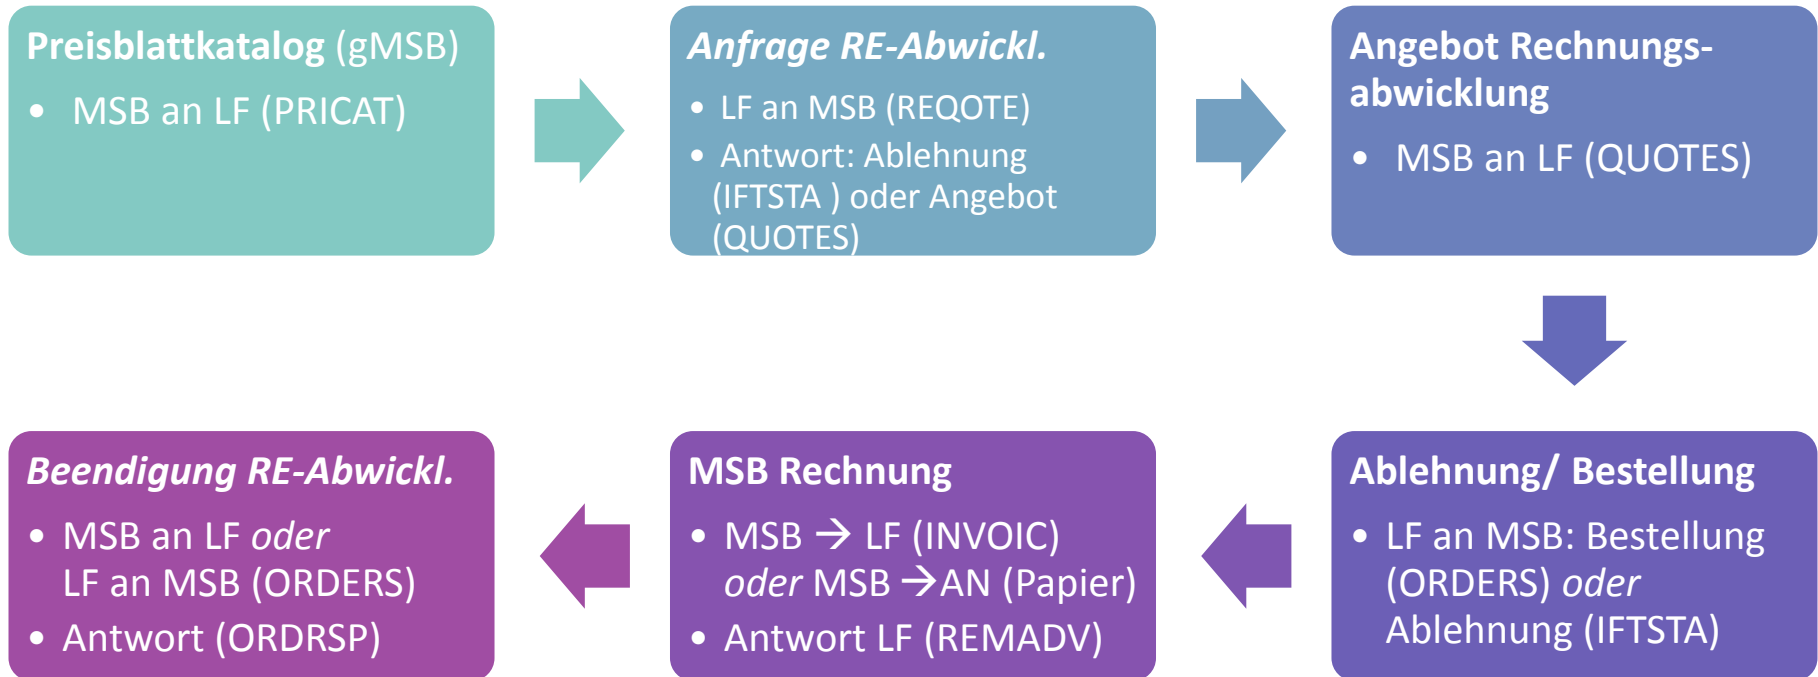 Preisblattkatalog (gMSB)
• MSB an LF (PRICAT)
Anfrage RE-Abwickl.
• LF an MSB (REQOTE)
• Antwort: Ablehnung
(IFTSTA ) oder Angebot
(QUOTES)
Angebot Rechnungs-
abwicklung
• MSB an LF (QUOTES)
Ablehnung/ Bestellung
• LF an MSB: Bestellung
(ORDERS) oder
Ablehnung (IFTSTA)
MSB Rechnung
• MSB → LF (INVOIC)
oder MSB →AN (Papier)
• Antwort LF (REMADV)
Beendigung RE-Abwickl.
• MSB an LF oder
LF an MSB (ORDERS)
• Antwort (ORDRSP)